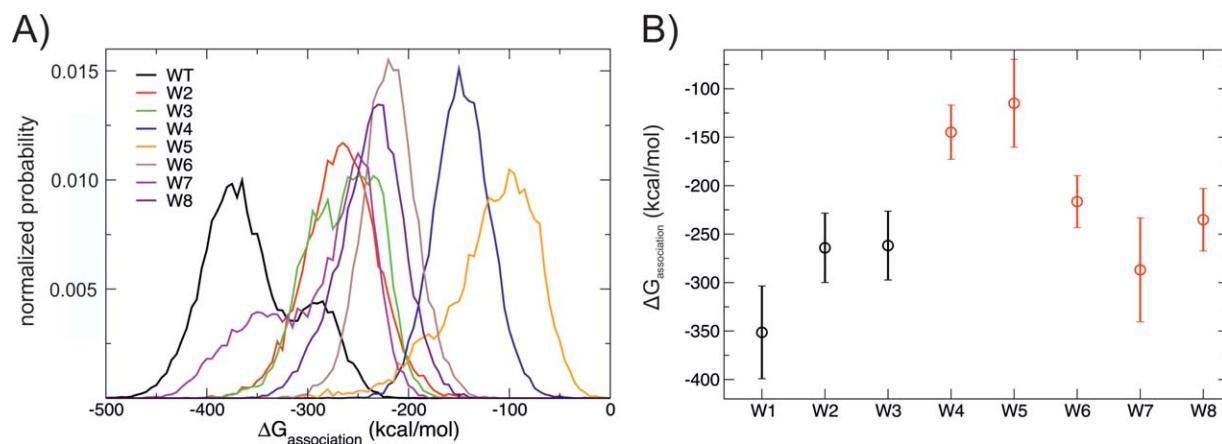 A)
normalized probability
0.015
0.010
0.005
WT
W2
W3
W4
W5
W6
W7
W8
-500
-400
-300
-200
-100
0
ΔGassociation (kcal/mol)
B)
ΔGassociation (kcal/mol)
-100
-150
-200
-250
-300
-350
-400
W1
W2
W3
W4
W5
W6
W7
W8